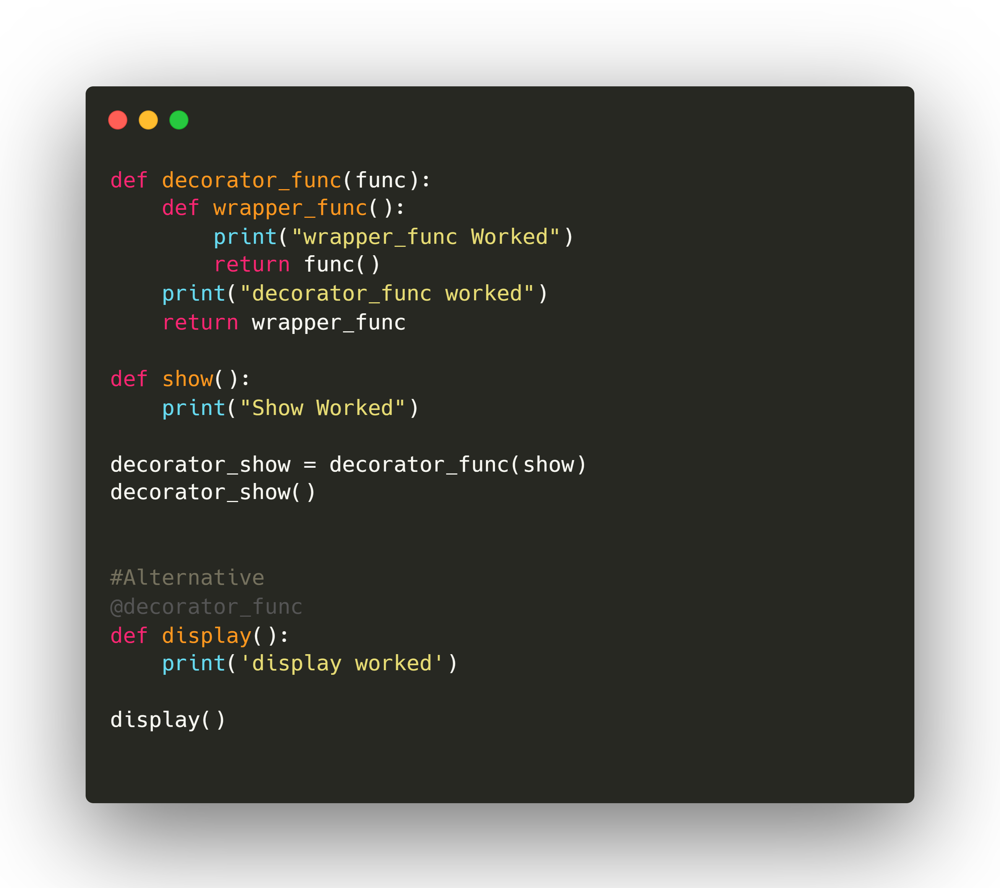 def decorator_func(func):
    def wrapper_func():
        print("wrapper_func Worked")
        return func()
    print("decorator_func worked")
    return wrapper_func

def show():
    print("Show Worked")

decorator_show = decorator_func(show)
decorator_show()

#Alternative
@decorator_func
def display():
    print('display worked')

display()